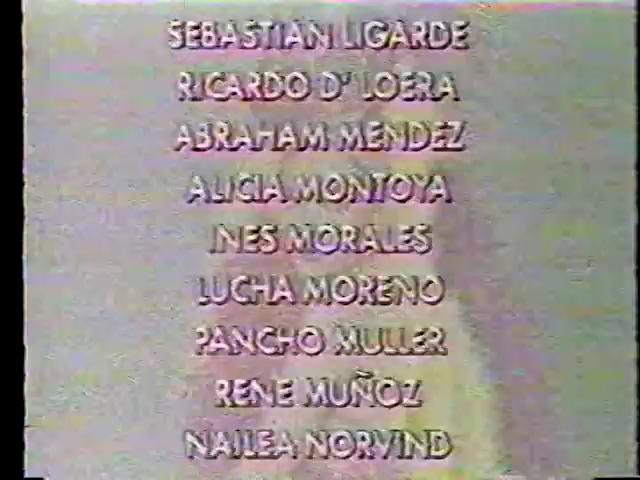 SEBASTIAN LIGARDE
RICARDO D' LOERA
ABRAHAM MENDEZ
ALICIA MONTOYA
INES MORALES
LUCHA MORENO
PANCHO MULLER
RENE MUÑOZ
NAILEA NORVIND